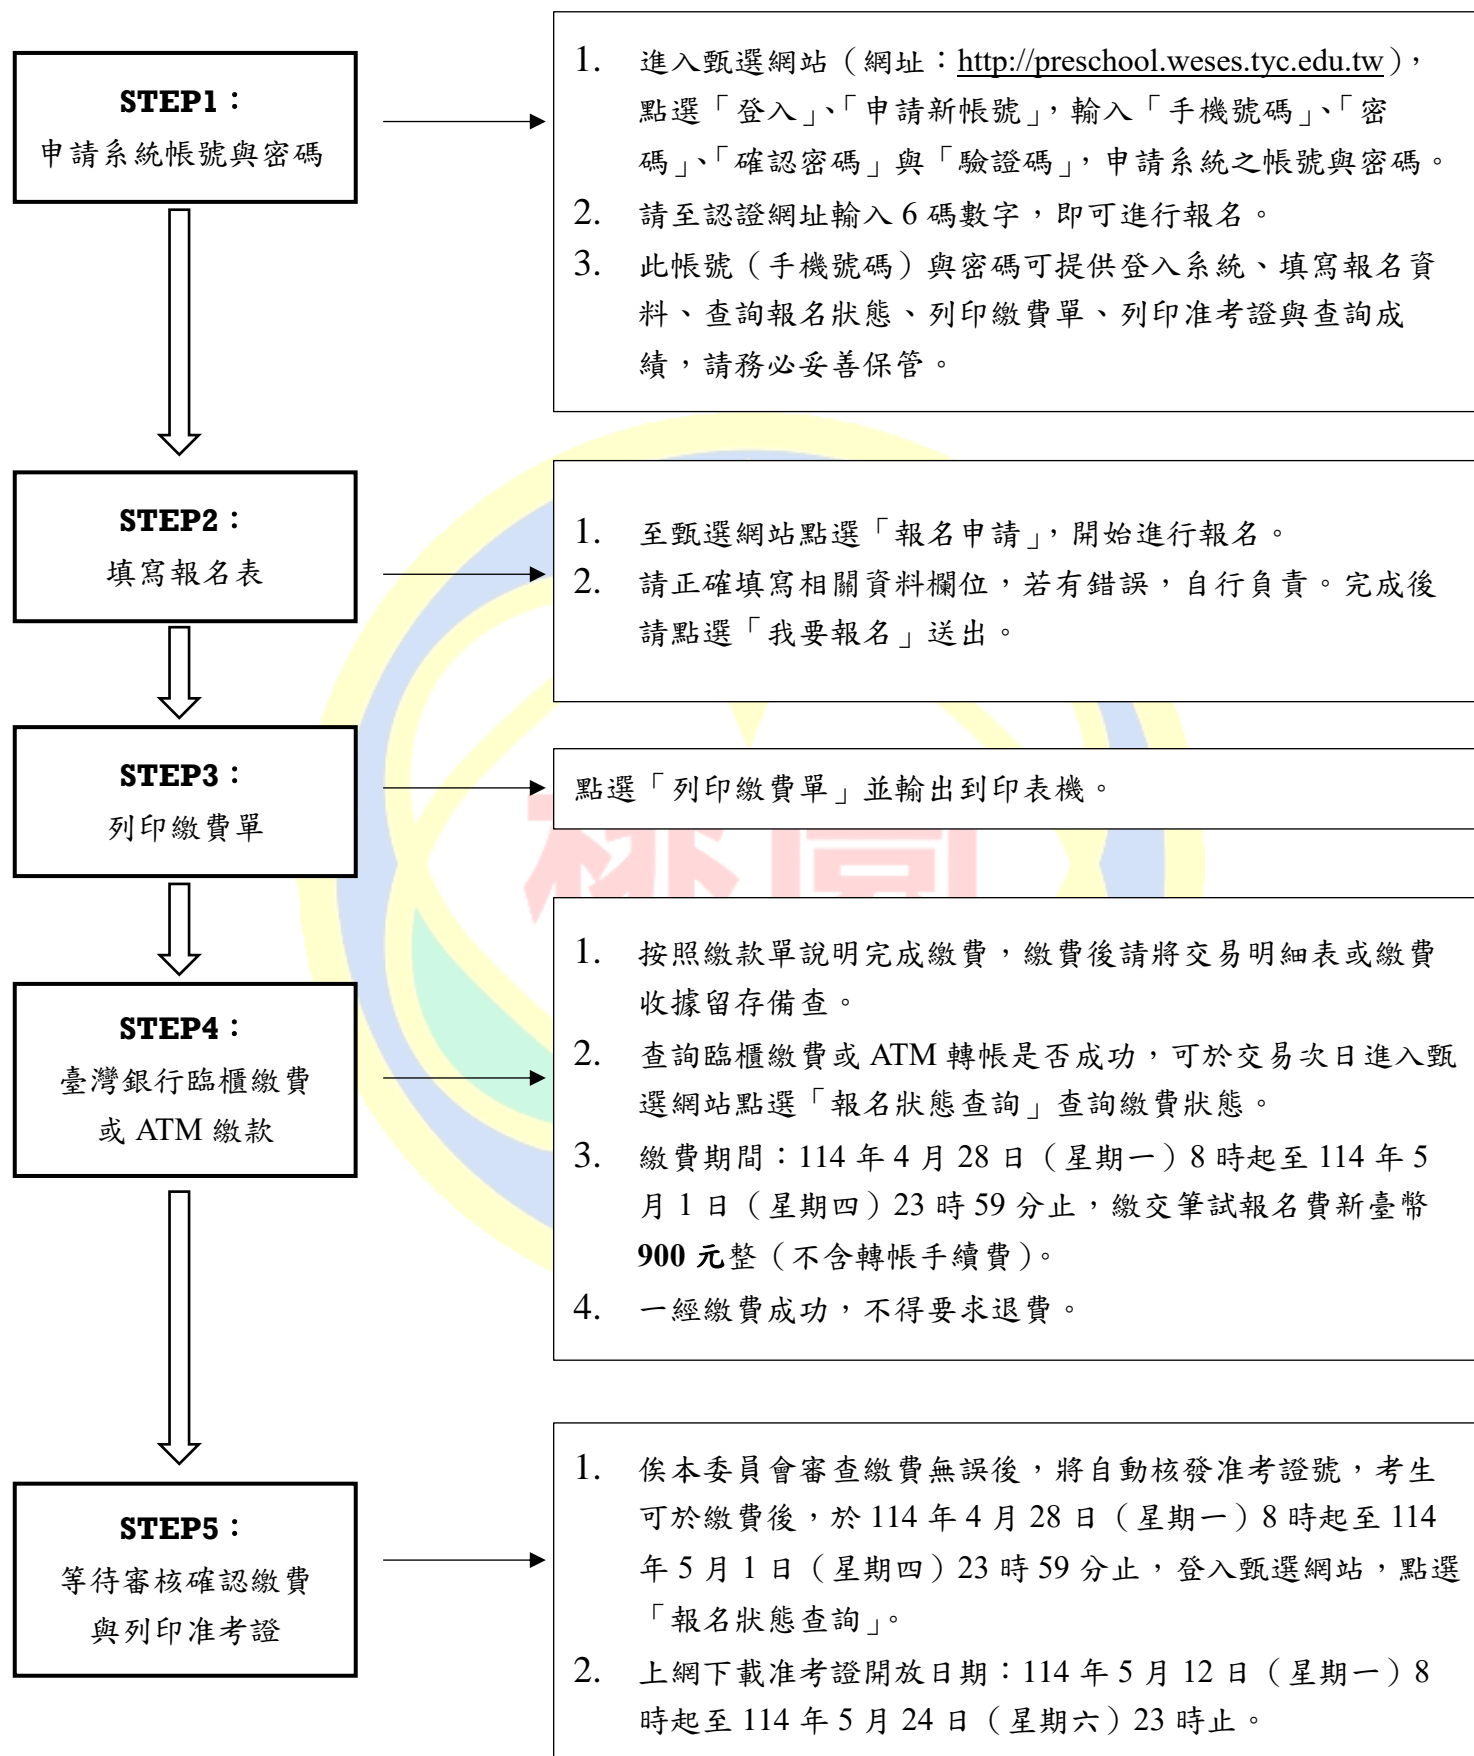 STEP1：
申請系統帳號與密碼
1. 進入甄選網站（網址：http://preschool.weses.tyc.edu.tw），
點選「登入」、「申請新帳號」，輸入「手機號碼」、「密
碼」、「確認密碼」與「驗證碼」，申請系統之帳號與密碼。
2. 請至認證網址輸入 6 碼數字，即可進行報名。
3. 此帳號（手機號碼）與密碼可提供登入系統、填寫報名資
料、查詢報名狀態、列印繳費單、列印准考證與查詢成
績，請務必妥善保管。
STEP2：
填寫報名表
1. 至甄選網站點選「報名申請」，開始進行報名。
2. 請正確填寫相關資料欄位，若有錯誤，自行負責。完成後
請點選「我要報名」送出。
STEP3：
列印繳費單
點選「列印繳費單」並輸出到印表機。
桃園
STEP4：
臺灣銀行臨櫃繳費
或 ATM 繳款
1. 按照繳款單說明完成繳費，繳費後請將交易明細表或繳費
收據留存備查。
2. 查詢臨櫃繳費或 ATM 轉帳是否成功，可於交易次日進入甄
選網站點選「報名狀態查詢」查詢繳費狀態。
3. 繳費期間：114 年 4 月 28 日（星期一）8 時起至 114 年 5
月 1 日（星期四）23 時 59 分止，繳交筆試報名費新臺幣
900 元整（不含轉帳手續費）。
4. 一經繳費成功，不得要求退費。
STEP5：
等待審核確認繳費
與列印准考證
1. 俟本委員會審查繳費無誤後，將自動核發准考證號，考生
可於繳費後，於 114 年 4 月 28 日（星期一）8 時起至 114
年 5 月 1 日（星期四）23 時 59 分止，登入甄選網站，點選
「報名狀態查詢」。
2. 上網下載准考證開放日期：114 年 5 月 12 日（星期一）8
時起至 114 年 5 月 24 日（星期六）23 時止。